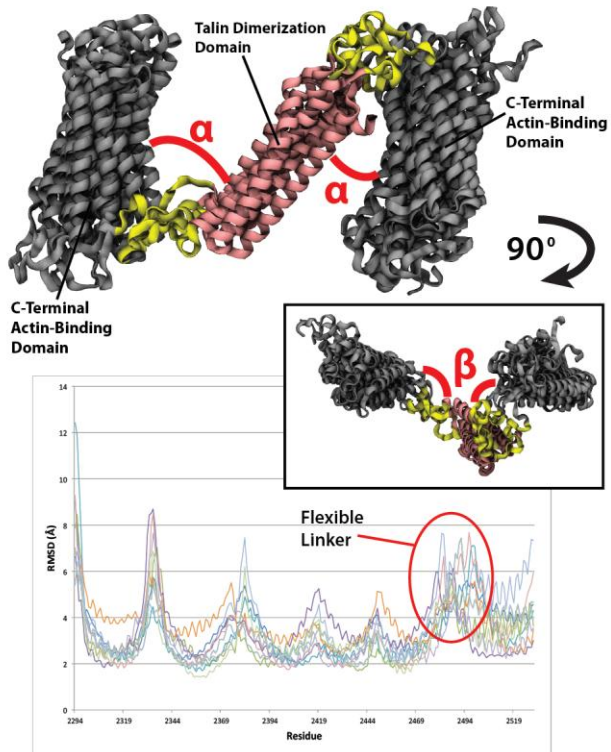 Talin Dimerization
Domain
C-Terminal
Actin-Binding
Domain
α
α
90⁰
C-Terminal
Actin-Binding
Domain
β
Flexible
Linker
RMSD (Å)
14
12
10
8
6
4
2
0
2294 2319 2344 2369 2394 2419 2444 2469 2494 2519
Residue